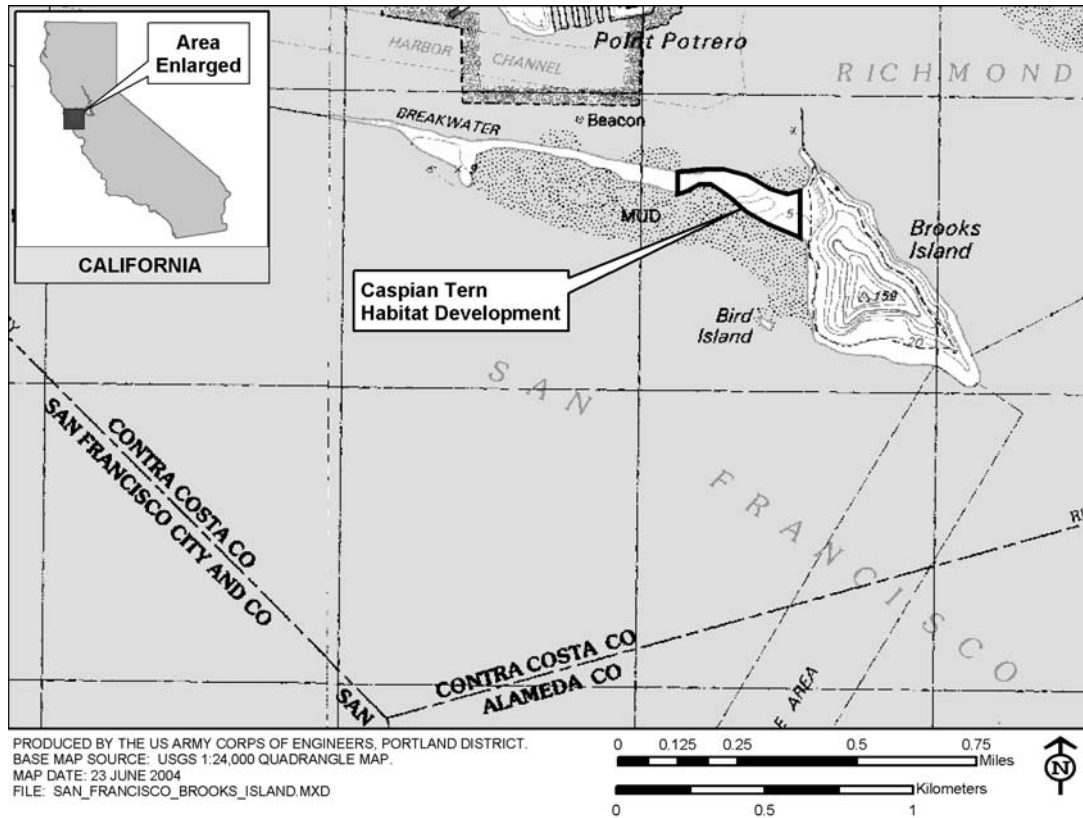 Area
Enlarged
CALIFORNIA
Point Potrero
HARBOR CHANNEL
RICHMOND
Beacon
BREAKWATER
MUD
5
Brooks
Island
159
20
Bird
Island
Caspian Tern
Habitat Development
SAN
FRANCISCO
CONTRA COSTA CO
SAN FRANCISCO CITY AND CO
CONTRA COSTA CO
ALAMEDA CO
SAN
E AREA
PRODUCED BY THE US ARMY CORPS OF ENGINEERS, PORTLAND DISTRICT.
BASE MAP SOURCE: USGS 1:24,000 QUADRANGLE MAP.
MAP DATE: 23 JUNE 2004
FILE: SAN_FRANCISCO_BROOKS_ISLAND.MXD
0 0.125 0.25 0.5 0.75
Miles
Kilometers
0 0.5 1
N